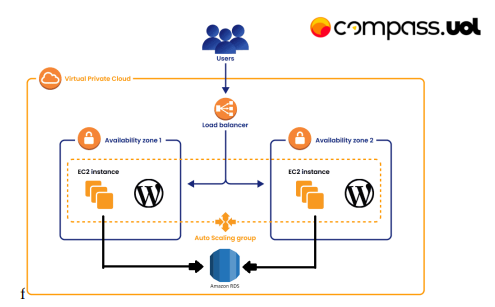 compass.uol
Users
Virtual Private Cloud
Load balancer
Availability zone 1
Availability zone 2
EC2 instance
EC2 instance
Auto Scaling group
Amazon RDS
f